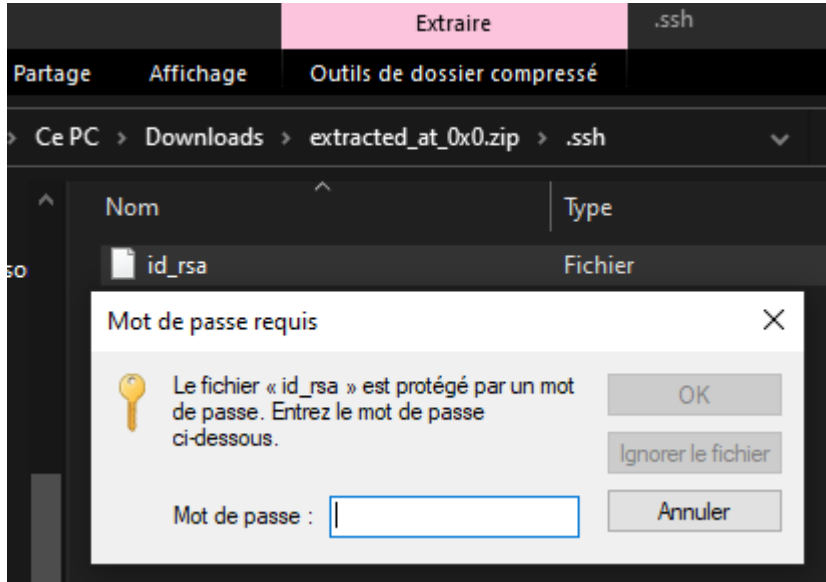 Extraire
.ssh
Partage Affichage Outils de dossier compressé
> Ce PC > Downloads > extracted_at_0x0.zip > .ssh
Nom Type
so
id_rsa Fichier
Mot de passe requis
Le fichier « id_rsa » est protégé par un mot
de passe. Entrez le mot de passe
ci-dessous.
OK
Ignorer le fichier
Mot de passe :
Annuler